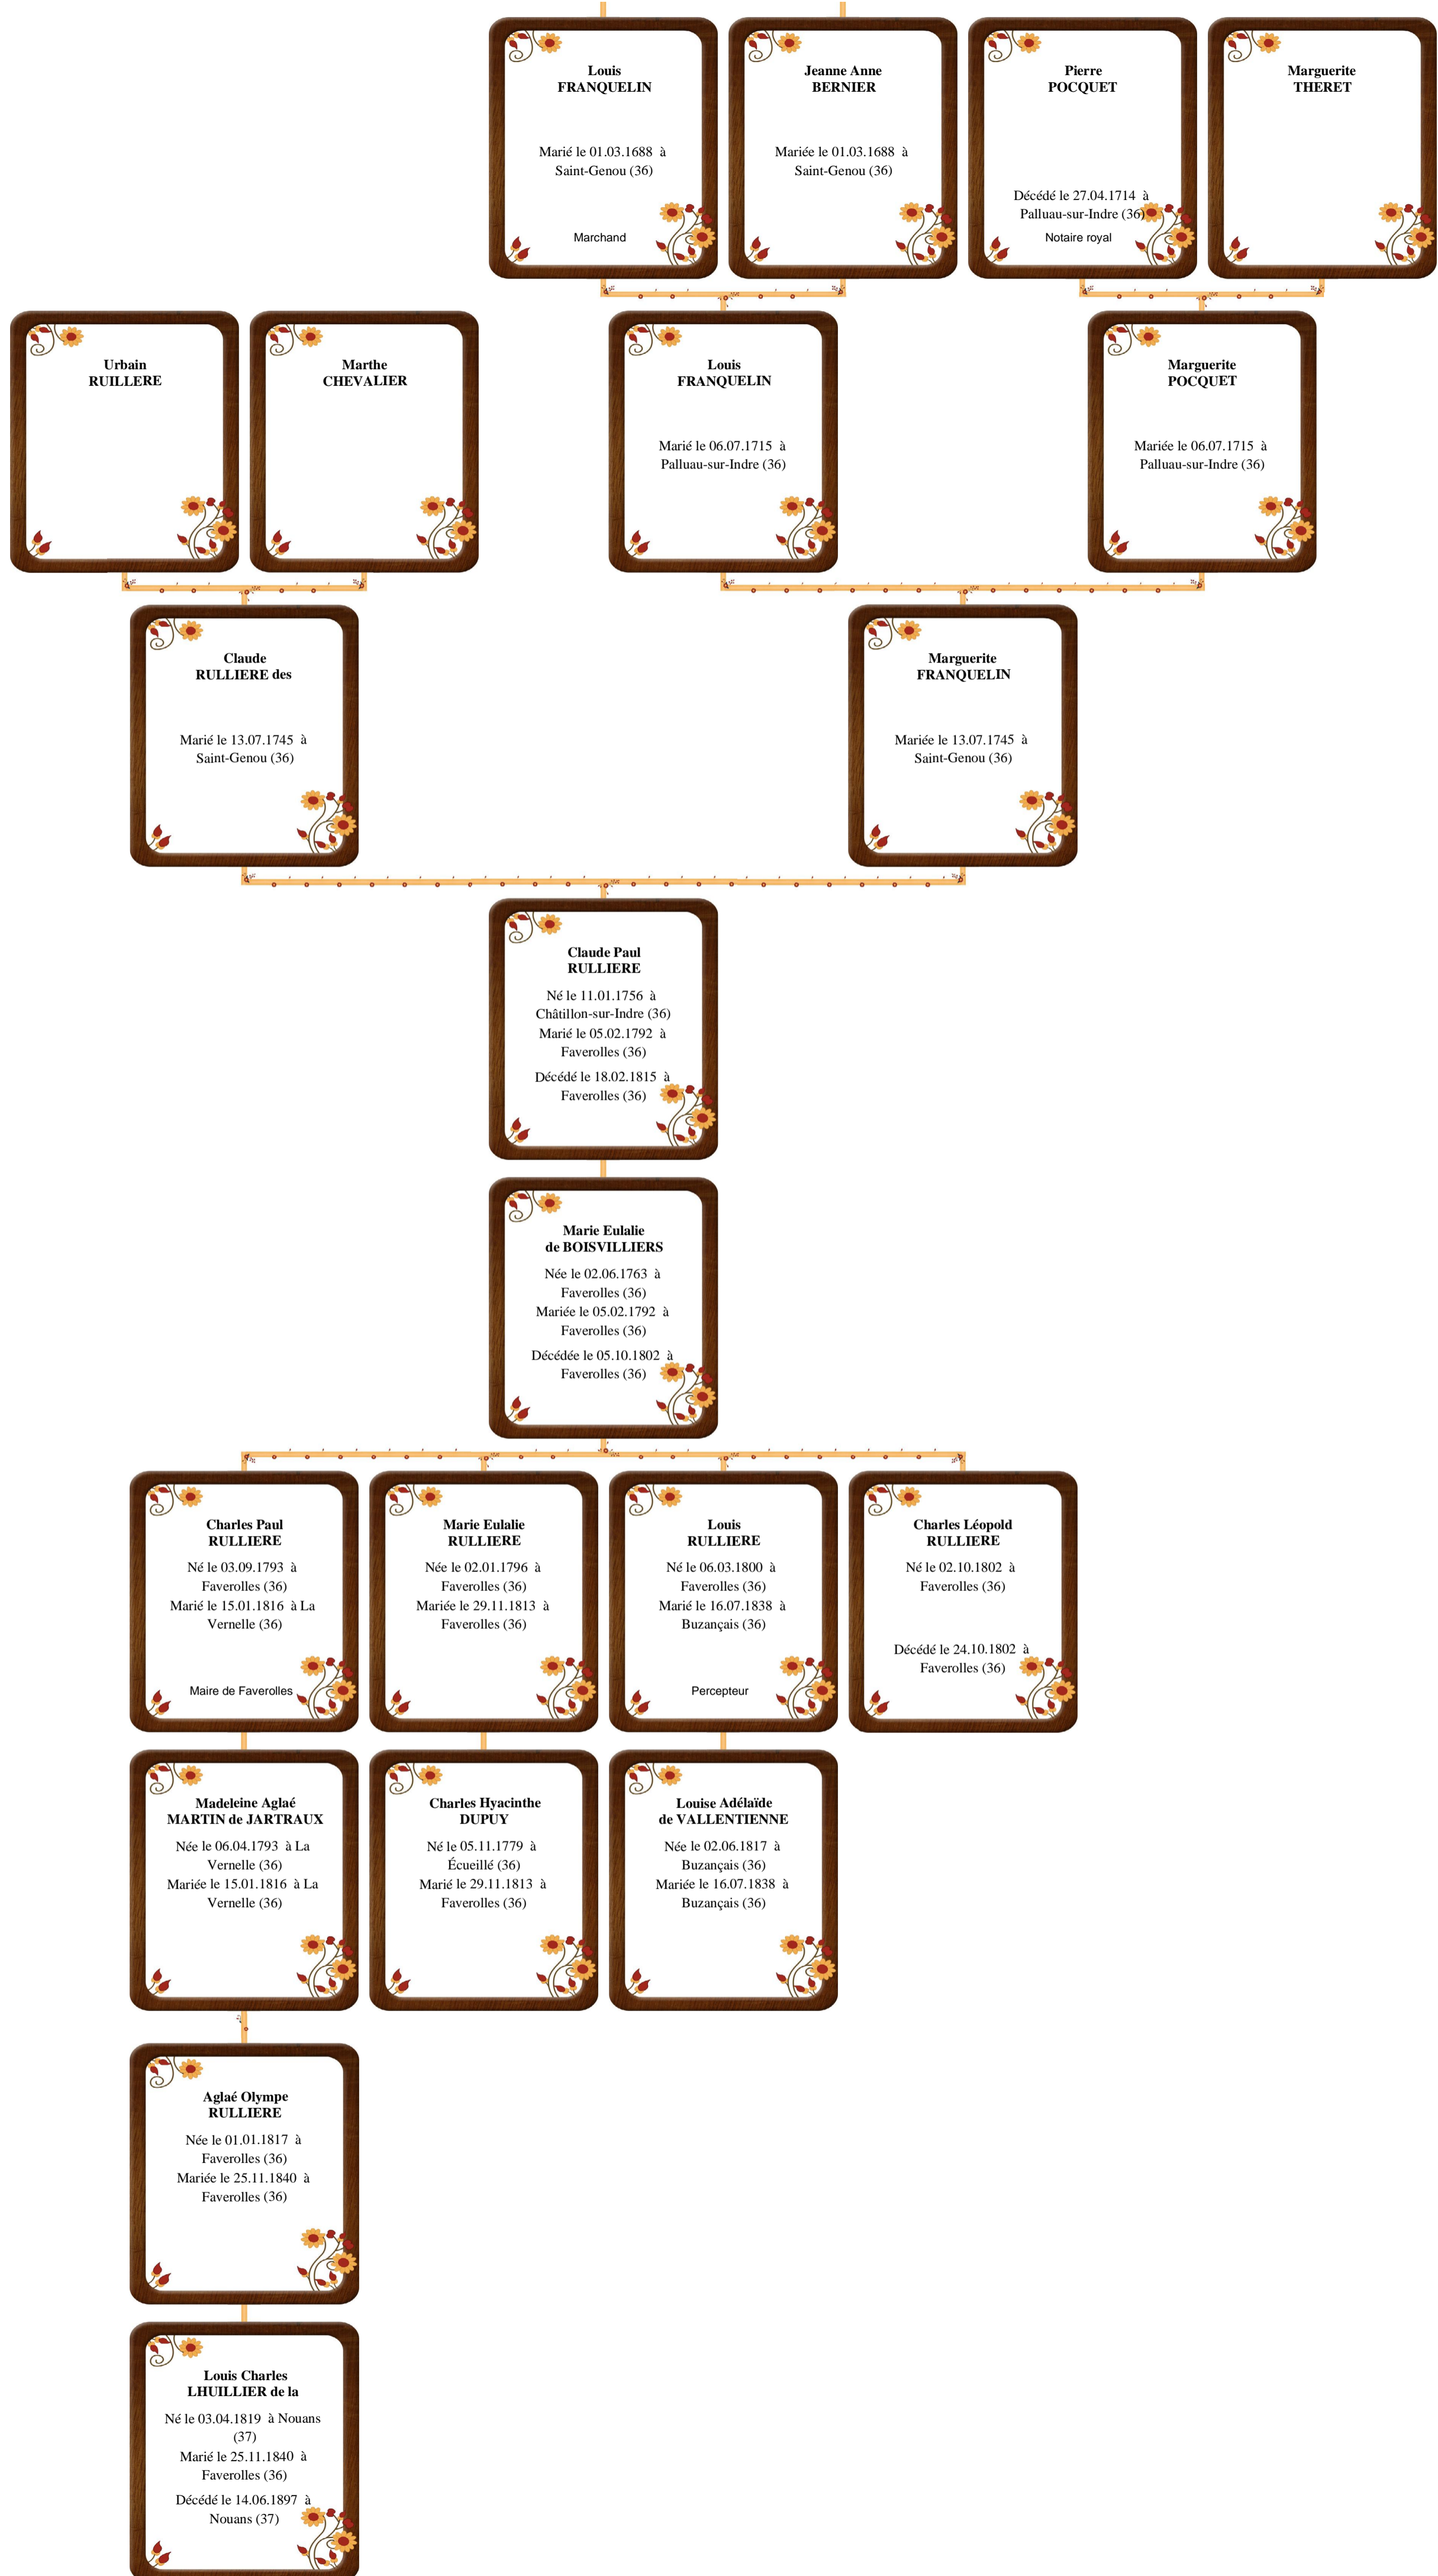 Louis
FRANQUELIN
Marié le 01.03.1688 à
Saint-Genou (36)
Marchand
Jeanne Anne
BERNIER
Mariée le 01.03.1688 à
Saint-Genou (36)
Pierre
POCQUET
Décédé le 27.04.1714 à
Palluau-sur-Indre (36)
Notaire royal
Marguerite
THERET
Urbain
RUILLERE
Marthe
CHEVALIER
Louis
FRANQUELIN
Marié le 06.07.1715 à
Palluau-sur-Indre (36)
Marguerite
POCQUET
Mariée le 06.07.1715 à
Palluau-sur-Indre (36)
Claude
RULLIERE des
Marié le 13.07.1745 à
Saint-Genou (36)
Marguerite
FRANQUELIN
Mariée le 13.07.1745 à
Saint-Genou (36)
Claude Paul
RULLIERE
Né le 11.01.1756 à
Châtillon-sur-Indre (36)
Marié le 05.02.1792 à
Faverolles (36)
Décédé le 18.02.1815 à
Faverolles (36)
Marie Eulalie
de BOISVILLIERS
Née le 02.06.1763 à
Faverolles (36)
Mariée le 05.02.1792 à
Faverolles (36)
Décédée le 05.10.1802 à
Faverolles (36)
Charles Paul
RULLIERE
Né le 03.09.1793 à
Faverolles (36)
Marié le 15.01.1816 à La
Vernelle (36)
Maire de Faverolles
Marie Eulalie
RULLIERE
Née le 02.01.1796 à
Faverolles (36)
Mariée le 29.11.1813 à
Faverolles (36)
Louis
RULLIERE
Né le 06.03.1800 à
Faverolles (36)
Marié le 16.07.1838 à
Buzançais (36)
Percepteur
Charles Léopold
RULLIERE
Né le 02.10.1802 à
Faverolles (36)
Décédé le 24.10.1802 à
Faverolles (36)
Madeleine Aglaé
MARTIN de JARTRAUX
Née le 06.04.1793 à La
Vernelle (36)
Mariée le 15.01.1816 à La
Vernelle (36)
Charles Hyacinthe
DUPUY
Né le 05.11.1779 à
Écueillé (36)
Marié le 29.11.1813 à
Faverolles (36)
Louise Adélaïde
de VALLENTIENNE
Née le 02.06.1817 à
Buzançais (36)
Mariée le 16.07.1838 à
Buzançais (36)
Aglaé Olympe
RULLIERE
Née le 01.01.1817 à
Faverolles (36)
Mariée le 25.11.1840 à
Faverolles (36)
Louis Charles
LHUILLIER de la
Né le 03.04.1819 à Nouans
(37)
Marié le 25.11.1840 à
Faverolles (36)
Décédé le 14.06.1897 à
Nouans (37)